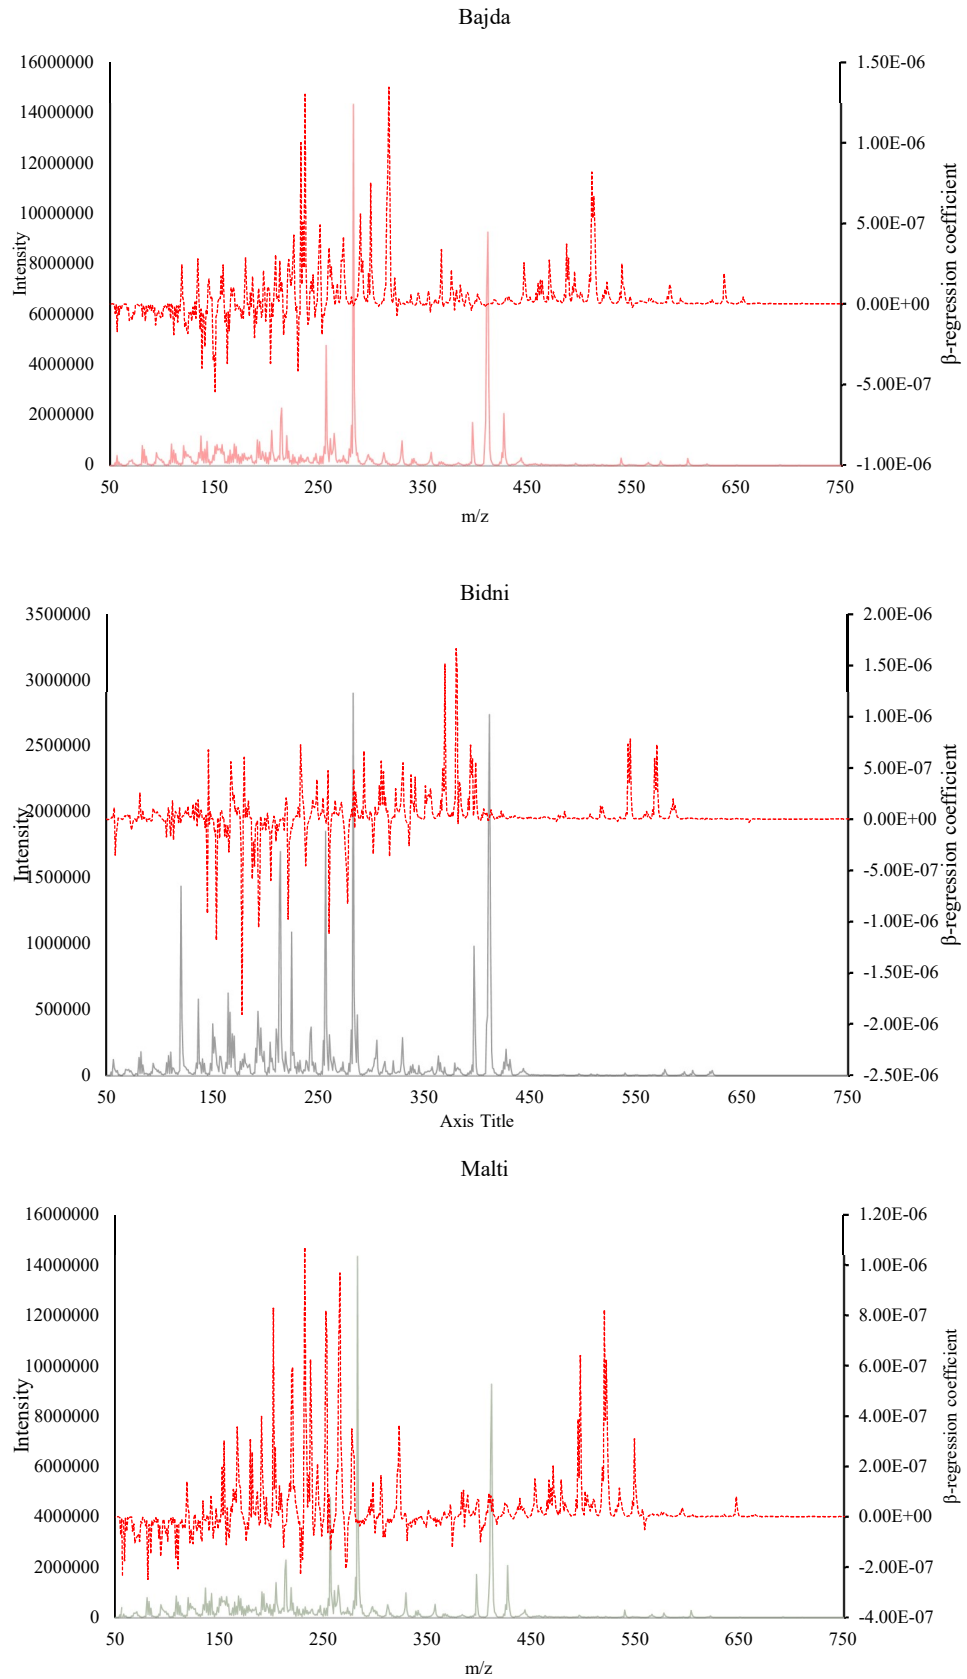 Bajda
16000000
14000000
12000000
10000000
8000000
6000000
4000000
2000000
0
Intensity
1.50E-06
1.00E-06
5.00E-07
0.00E+00
-5.00E-07
-1.00E-06
β-regression coefficient
50 150 250 350 450 550 650 750
m/z
Bidni
3500000
3000000
2500000
2000000
1500000
1000000
500000
0
Intensity
2.00E-06
1.50E-06
1.00E-06
5.00E-07
0.00E+00
-5.00E-07
-1.00E-06
-1.50E-06
-2.00E-06
-2.50E-06
β-regression coefficient
50 150 250 350 450 550 650 750
Axis Title
Malti
16000000
14000000
12000000
10000000
8000000
6000000
4000000
2000000
0
Intensity
1.20E-06
1.00E-06
8.00E-07
6.00E-07
4.00E-07
2.00E-07
0.00E+00
-2.00E-07
-4.00E-07
β-regression coefficient
50 150 250 350 450 550 650 750
m/z